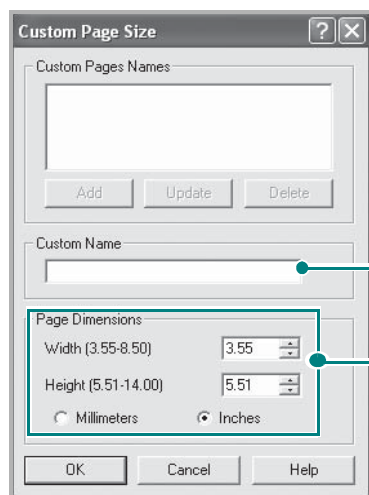 Custom Page Size
Custom Pages Names
Add Update Delete
Custom Name
Page Dimensions
Width (3.55-8.50) 3.55
Height (5.51-14.00) 5.51
Millimeters Inches
OK Cancel Help